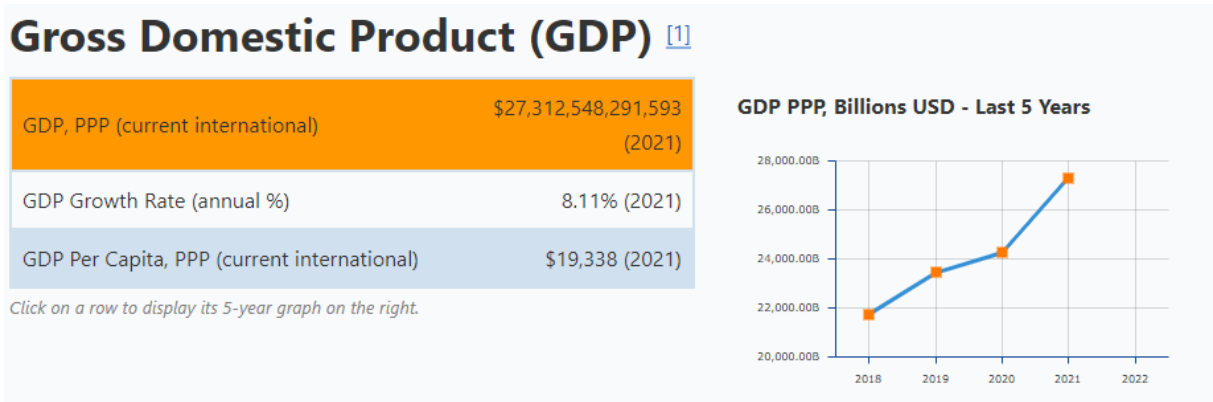 Gross Domestic Product (GDP) [1]
GDP, PPP (current international)
$27,312,548,291,593
(2021)
GDP Growth Rate (annual %)
8.11% (2021)
GDP Per Capita, PPP (current international)
$19,338 (2021)
Click on a row to display its 5-year graph on the right.
GDP PPP, Billions USD - Last 5 Years
28,000.00B
26,000.00B
24,000.00B
22,000.00B
20,000.00B
2018 2019 2020 2021 2022